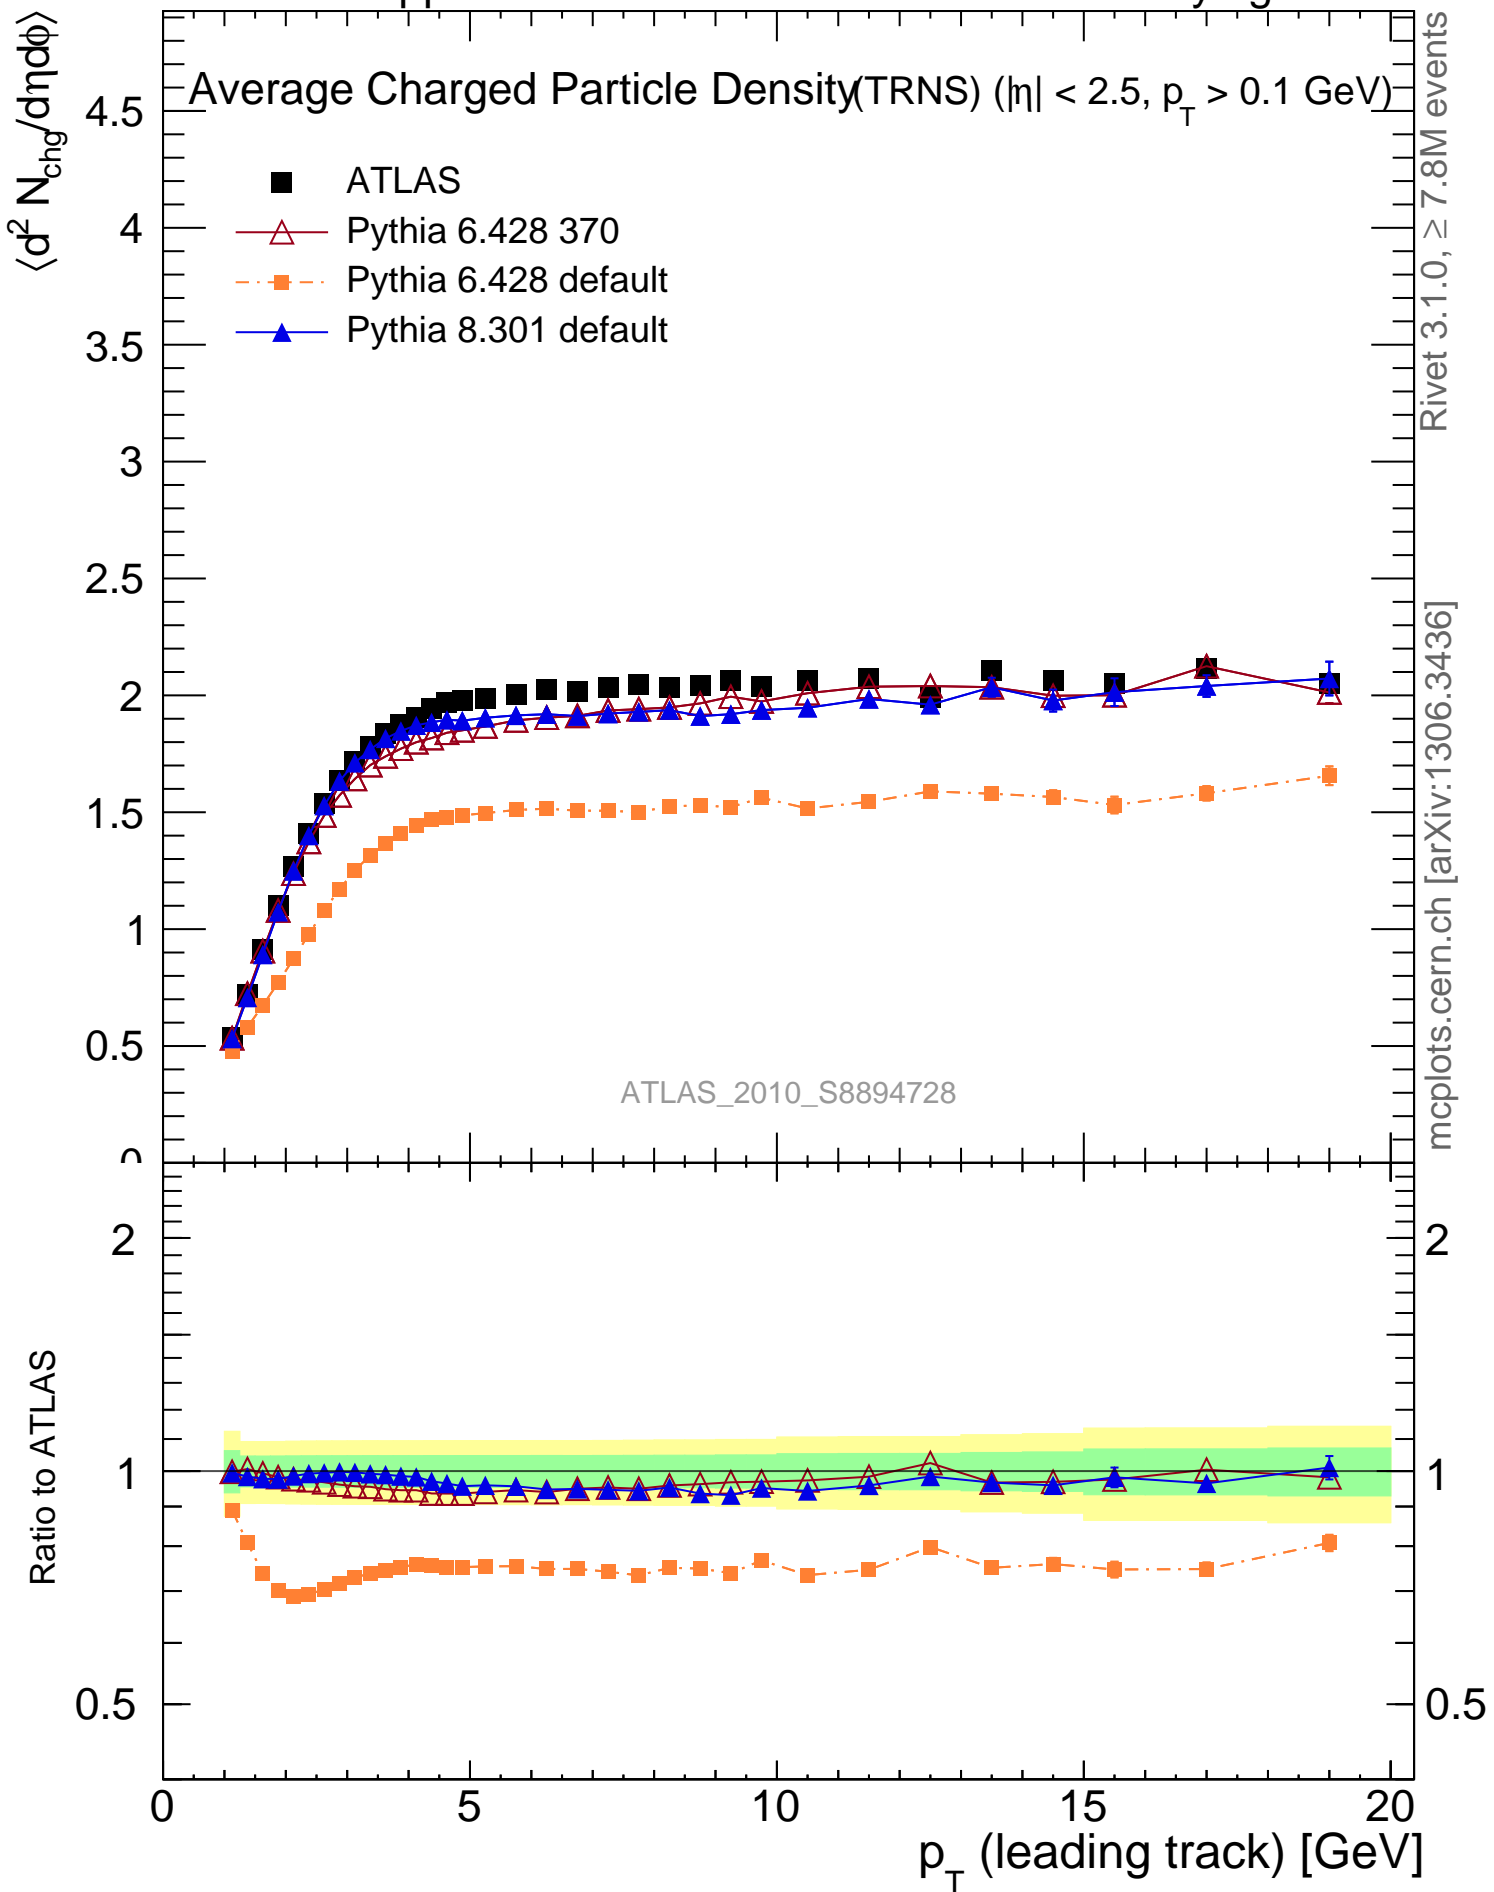 ⟨d² N_chg/dηdϕ⟩
Average Charged Particle Density (TRNS) (|η| < 2.5, p_T > 0.1 GeV)
ATLAS
Pythia 6.428 370
Pythia 6.428 default
Pythia 8.301 default
4.5
4
3.5
3
2.5
2
1.5
1
0.5
0
ATLAS_2010_S8894728
Rivet 3.1.0, ≥ 7.8M events
mcplots.cern.ch [arXiv:1306.3436]
Ratio to ATLAS
2
1
0.5
2
1
0.5
0 5 10 15 20
p_T (leading track) [GeV]